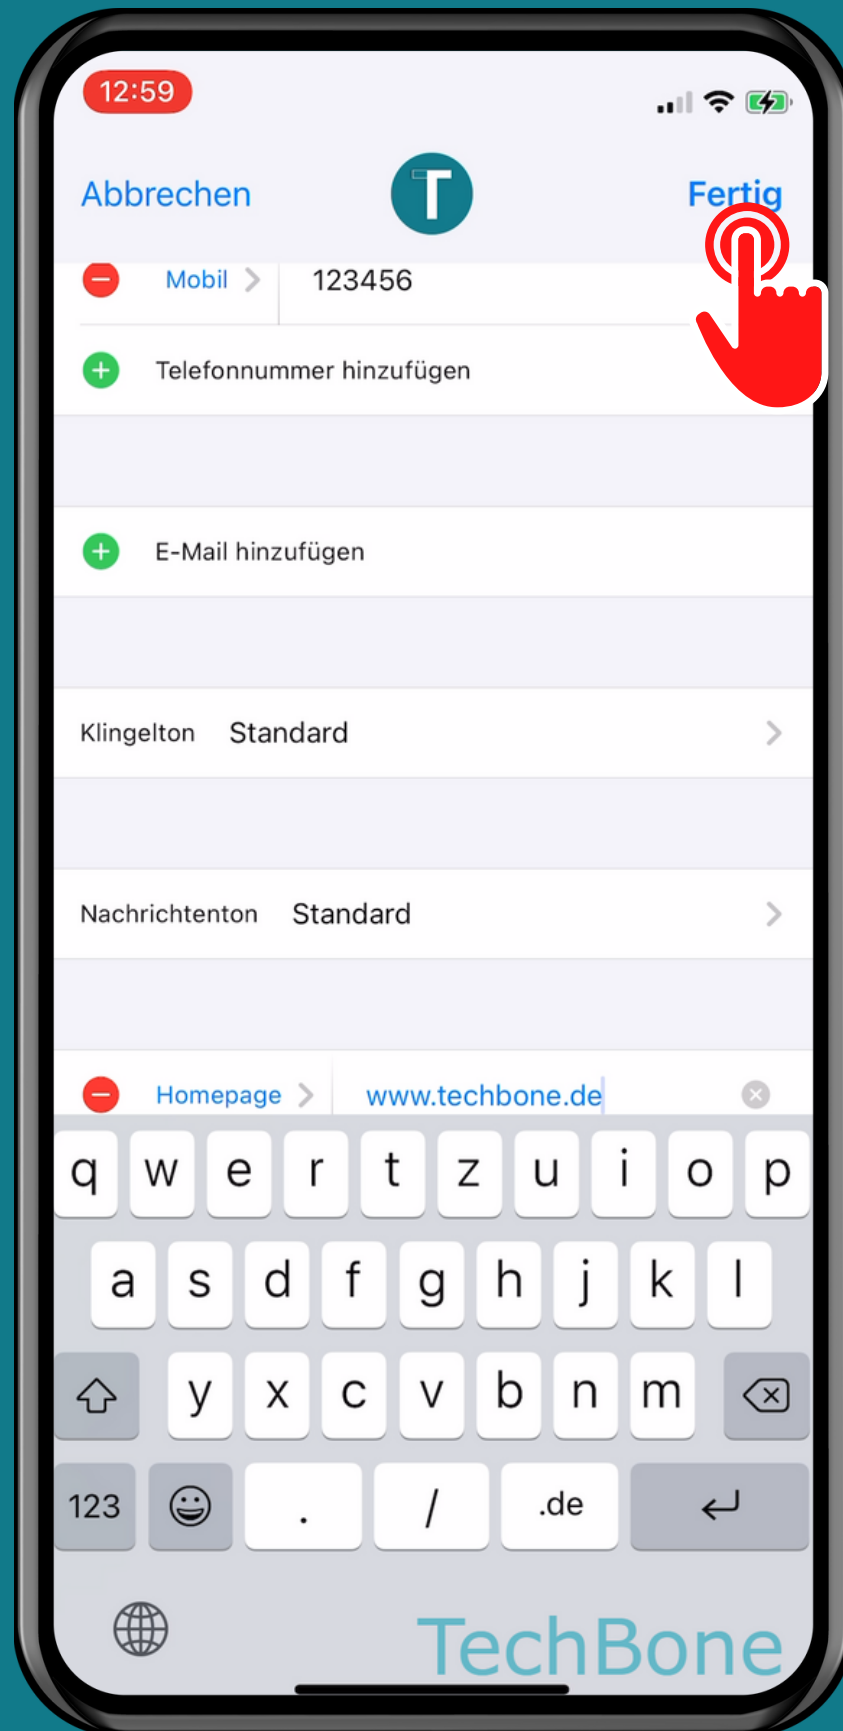 12:59
Abbrechen
T
Fertig
Mobil 123456
Telefonnummer hinzufügen
E-Mail hinzufügen
Klingelton Standard
Nachrichtenton Standard
Homepage www.techbone.de
q w e r t z u i o p
a s d f g h j k l
y x c v b n m
123 . / .de
TechBone